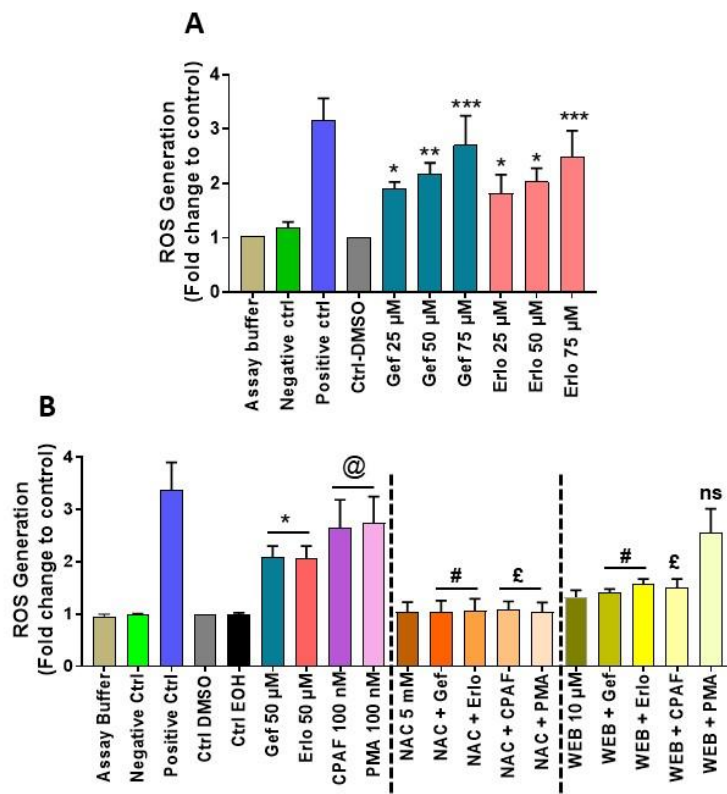 A
ROS Generation
(Fold change to control)
4
3
2
1
0
*
**
***
*
*
***
Assay buffer
Negative ctrl
Positive ctrl
Ctrl-DMSO
Gef 25 µM
Gef 50 µM
Gef 75 µM
Erlo 25 µM
Erlo 50 µM
Erlo 75 µM
B
ROS Generation
(Fold change to control)
4
3
2
1
0
*
@
#
£
#
£
ns
Assay Buffer
Negative Ctrl
Positive Ctrl
Ctrl DMSO
Ctrl EOH
Gef 50 µM
Erlo 50 µM
CPAF 100 nM
PMA 100 nM
NAC 5 mM
NAC + Gef
NAC + Erlo
NAC + CPAF
NAC + PMA
WEB 10 µM
WEB + Gef
WEB + Erlo
WEB + CPAF
WEB + PMA